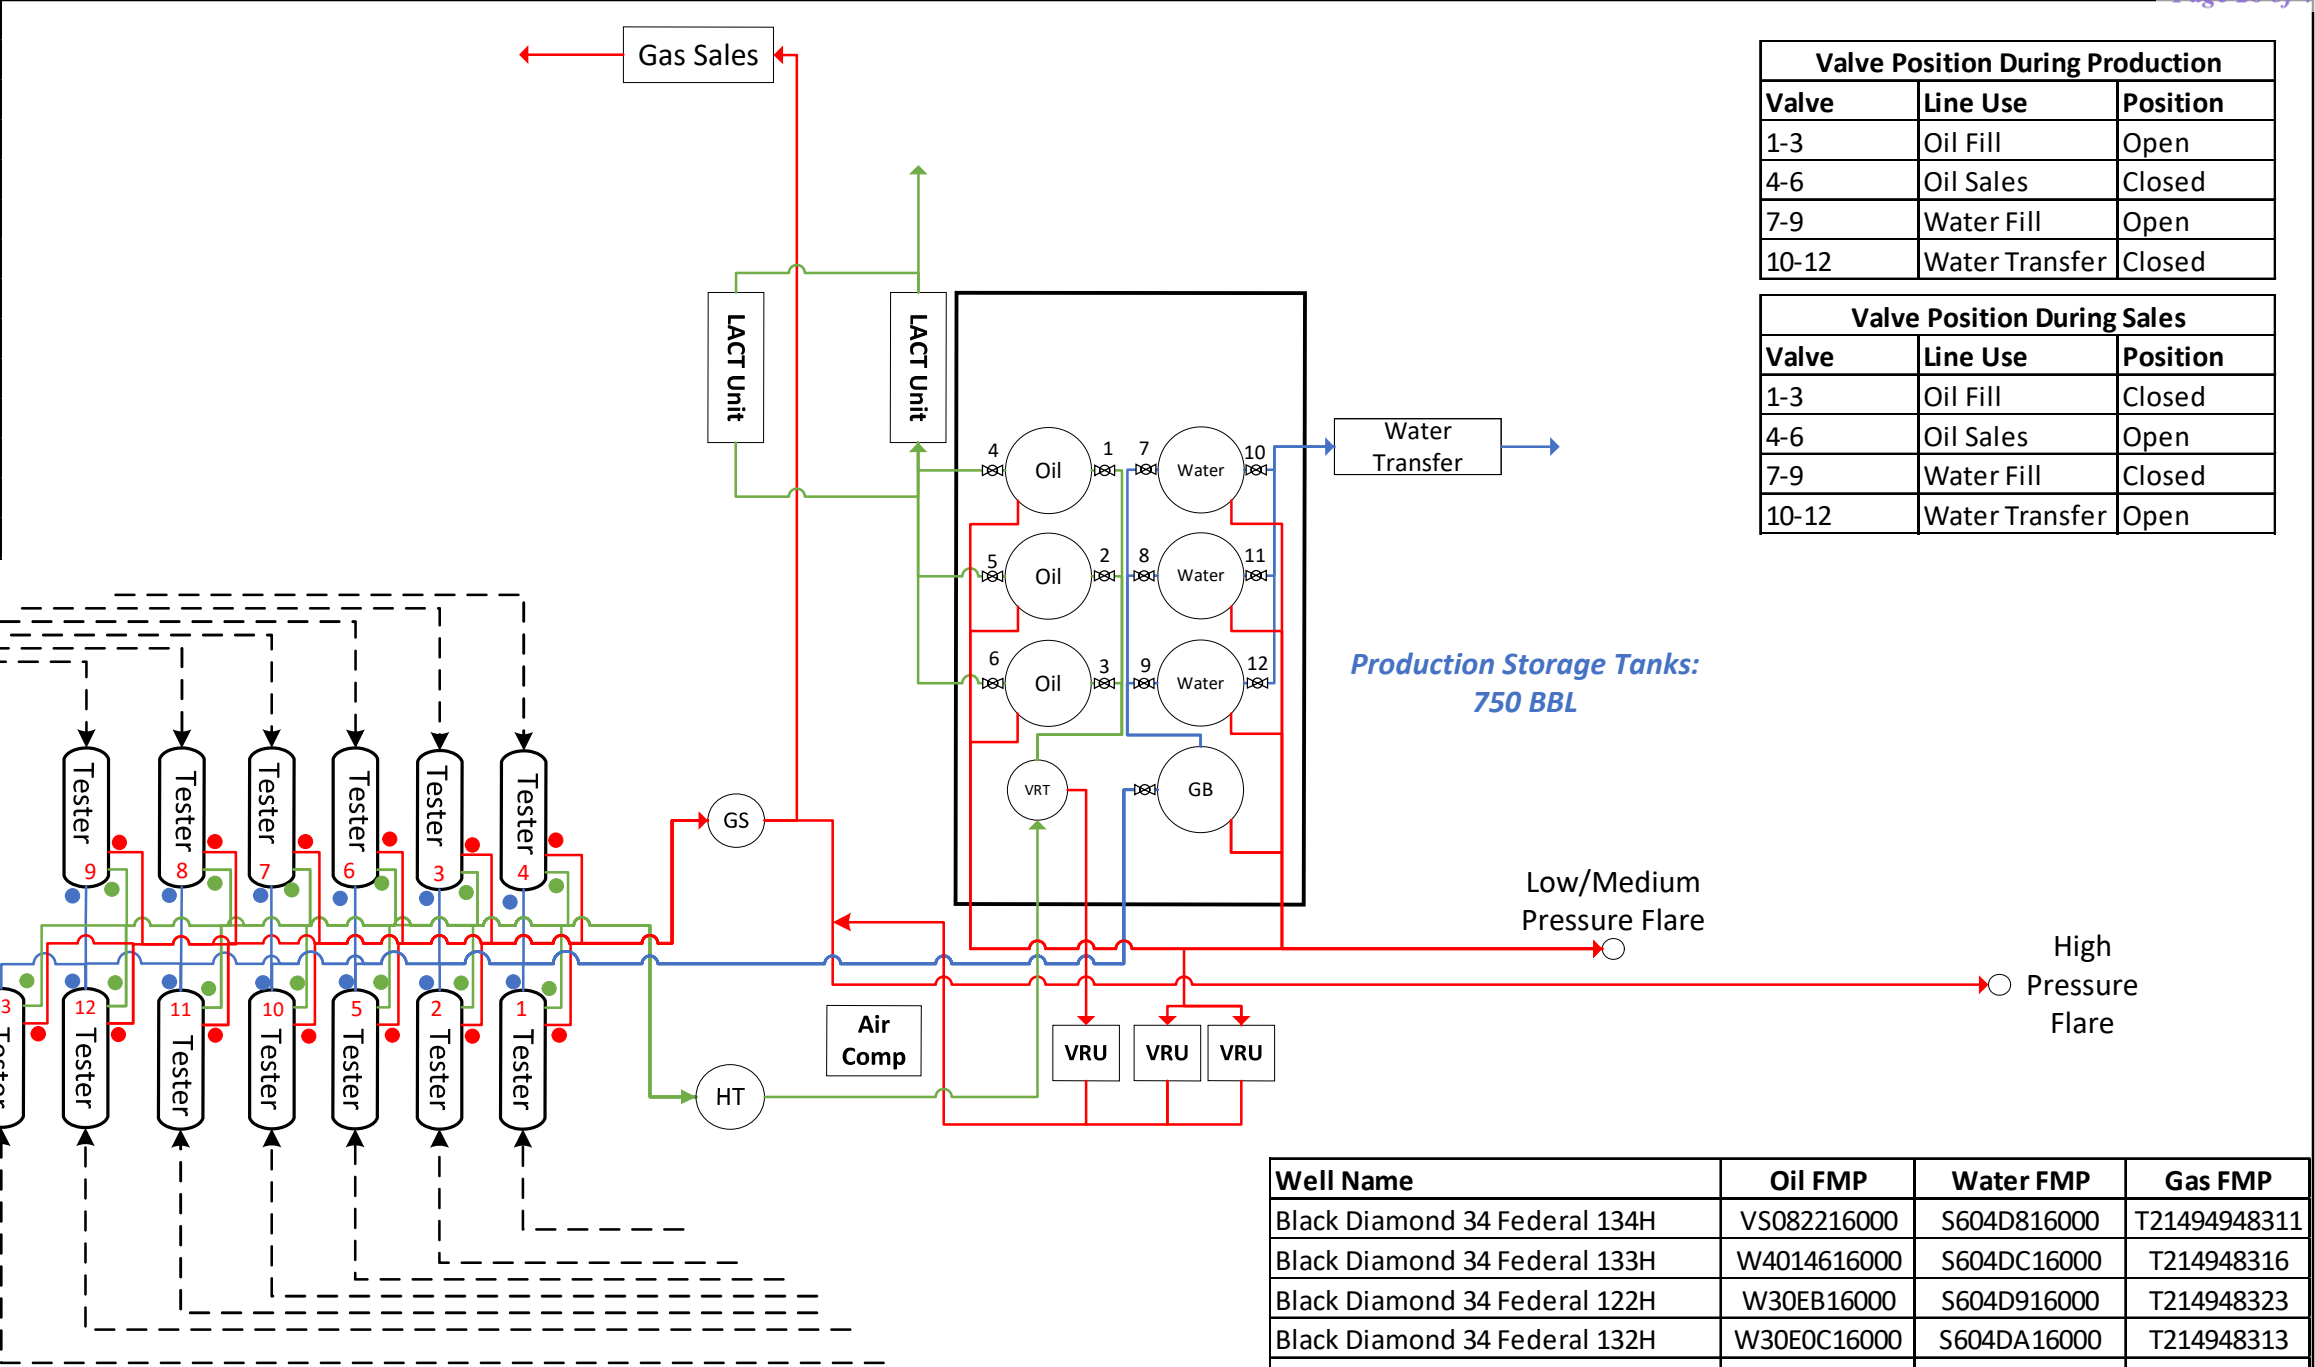 Gas Sales
Valve Position During Production
Valve Line Use Position
1-3 Oil Fill Open
4-6 Oil Sales Closed
7-9 Water Fill Open
10-12 Water Transfer Closed
Valve Position During Sales
Valve Line Use Position
1-3 Oil Fill Closed
4-6 Oil Sales Open
7-9 Water Fill Closed
10-12 Water Transfer Open
LACT Unit
LACT Unit
Water
Transfer
4 Oil 1 7 Water 10
5 Oil 2 8 Water 11
6 Oil 3 9 Water 12
VRT
GB
Production Storage Tanks:
750 BBL
Tester 9
Tester 8
Tester 7
Tester 6
Tester 3
Tester 4
GS
Low/Medium
Pressure Flare
High
Pressure
Flare
12 Tester
11 Tester
10 Tester
5 Tester
2 Tester
1 Tester
Air
Comp
VRU
VRU
VRU
HT
Well Name Oil FMP Water FMP Gas FMP
Black Diamond 34 Federal 134H VS082216000 S604D816000 T21494948311
Black Diamond 34 Federal 133H W4014616000 S604DC16000 T214948316
Black Diamond 34 Federal 122H W30EB16000 S604D916000 T214948323
Black Diamond 34 Federal 132H W30E0C16000 S604DA16000 T214948313